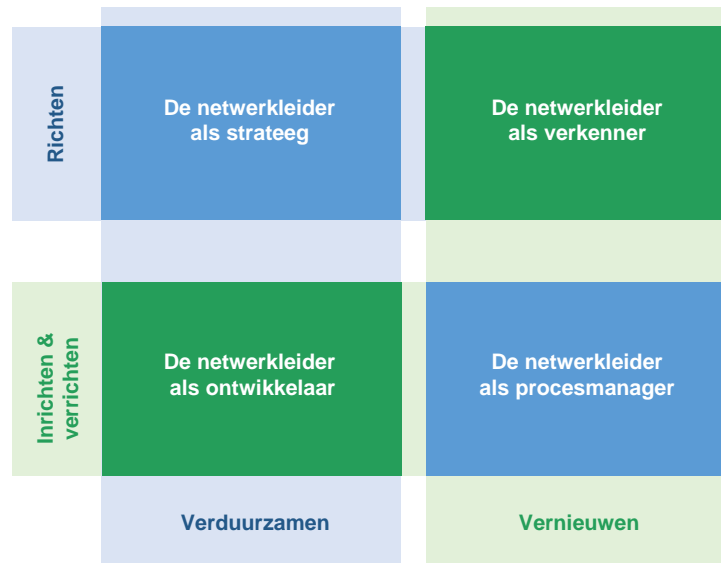 Richten
De netwerkleider
als strateeg
De netwerkleider
als verkenner
Inrichten &
verrichten
De netwerkleider
als ontwikkelaar
De netwerkleider
als procesmanager
Verduurzamen
Vernieuwen